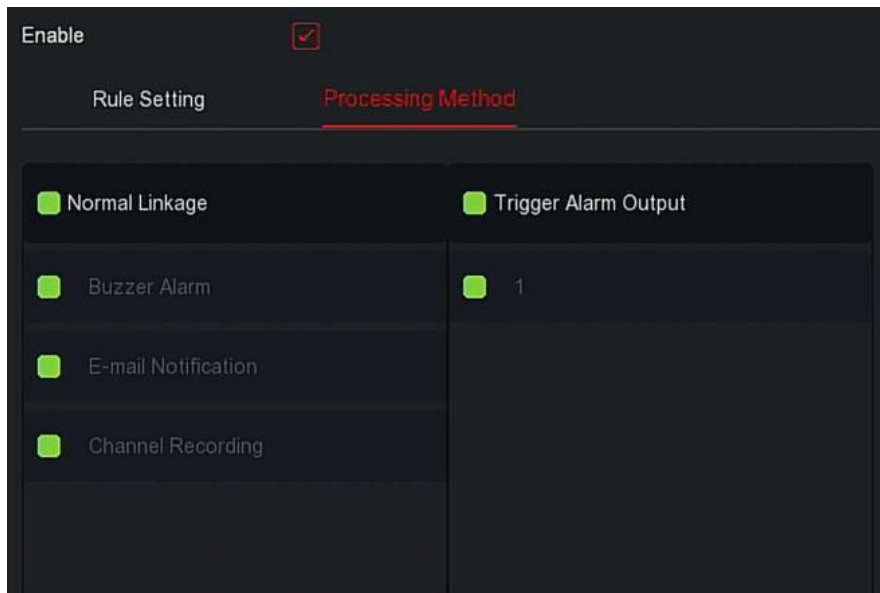 Enable
Rule Setting
Processing Method
Normal Linkage
Trigger Alarm Output
Buzzer Alarm
1
E-mail Notification
Channel Recording